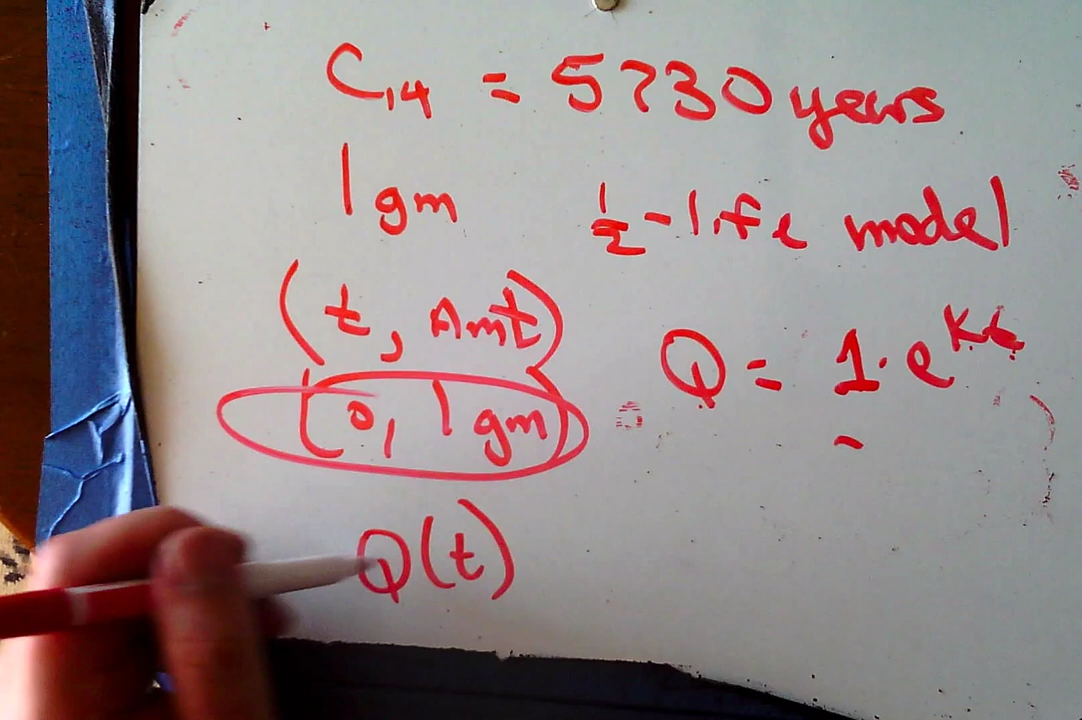 C14 = 5730 years
1 gm
1/2-life model
(t, Amt)
Q = 1·e^kt
(0, 1 gm)
Q(t)